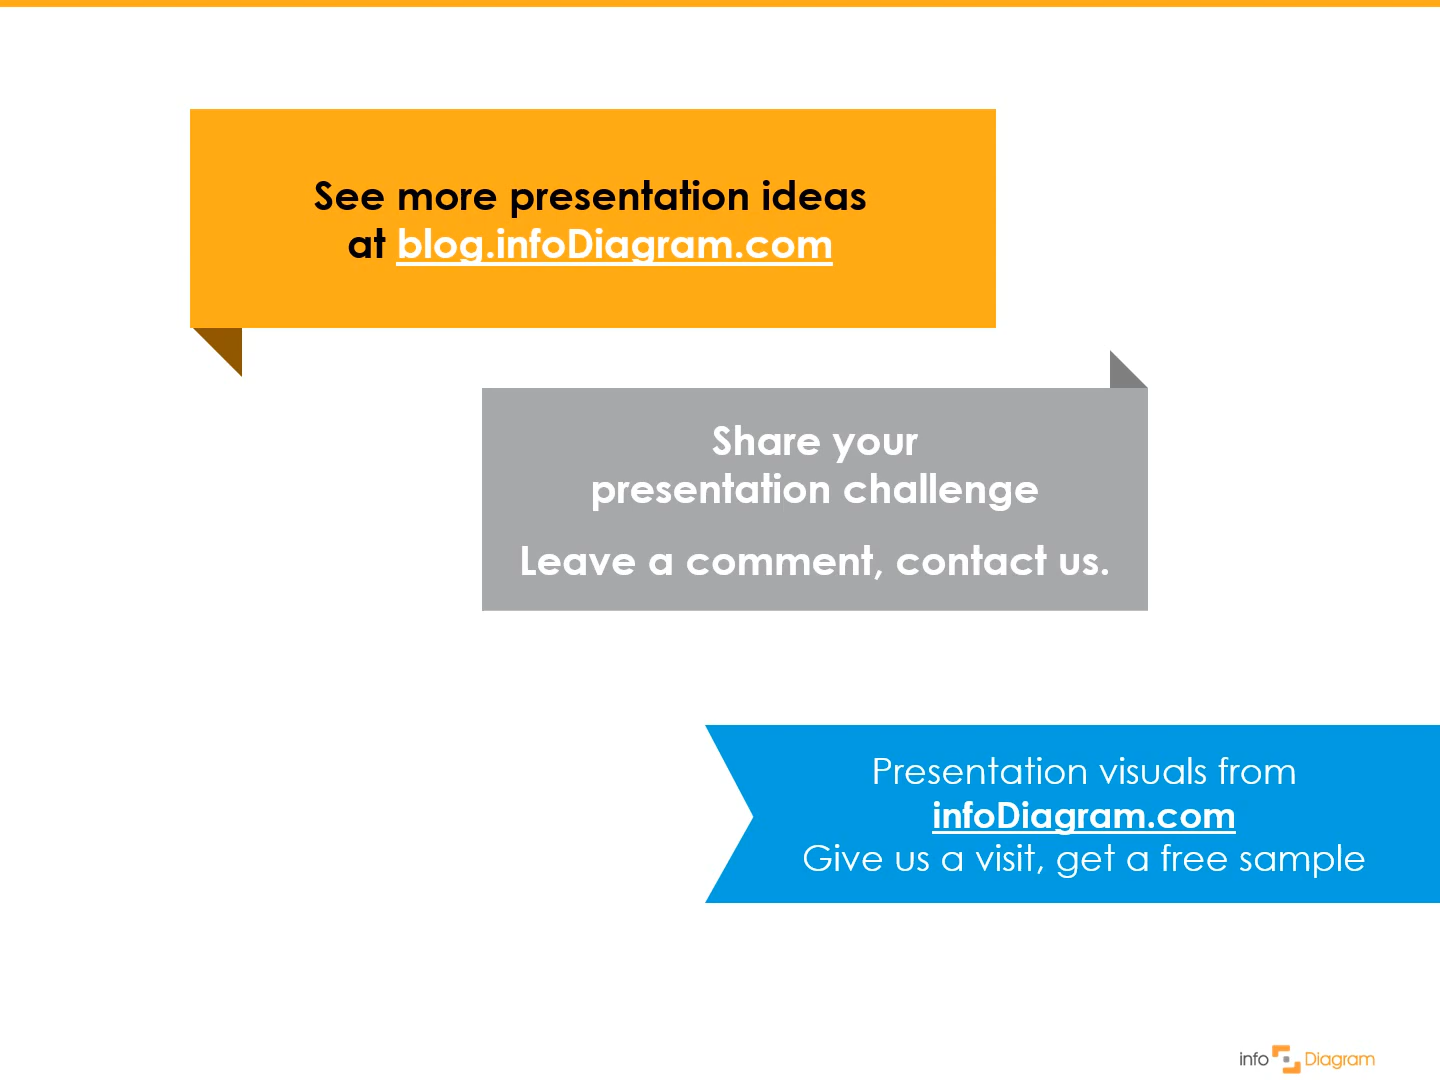 See more presentation ideas
at blog.infoDiagram.com
Share your
presentation challenge
Leave a comment, contact us.
Presentation visuals from
infoDiagram.com
Give us a visit, get a free sample
info Diagram